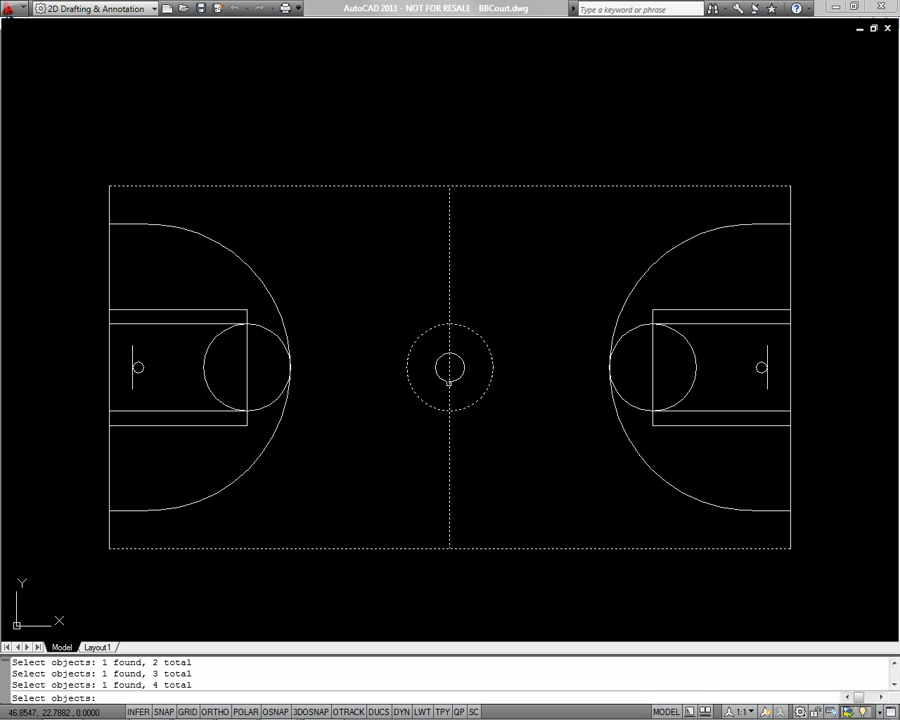 2D Drafting & Annotation
AutoCAD 2011 - NOT FOR RESALE BBCourt.dwg
Type a keyword or phrase
Y
X
Model Layout1
Select objects: 1 found, 2 total
Select objects: 1 found, 3 total
Select objects: 1 found, 4 total
Select objects:
46.8547, 22.7882, 0.0000 INFER SNAP GRID ORTHO POLAR OSNAP 3DOSNAP OTRACK DUCS DYN LWT TPY QP SC MODEL 1:1